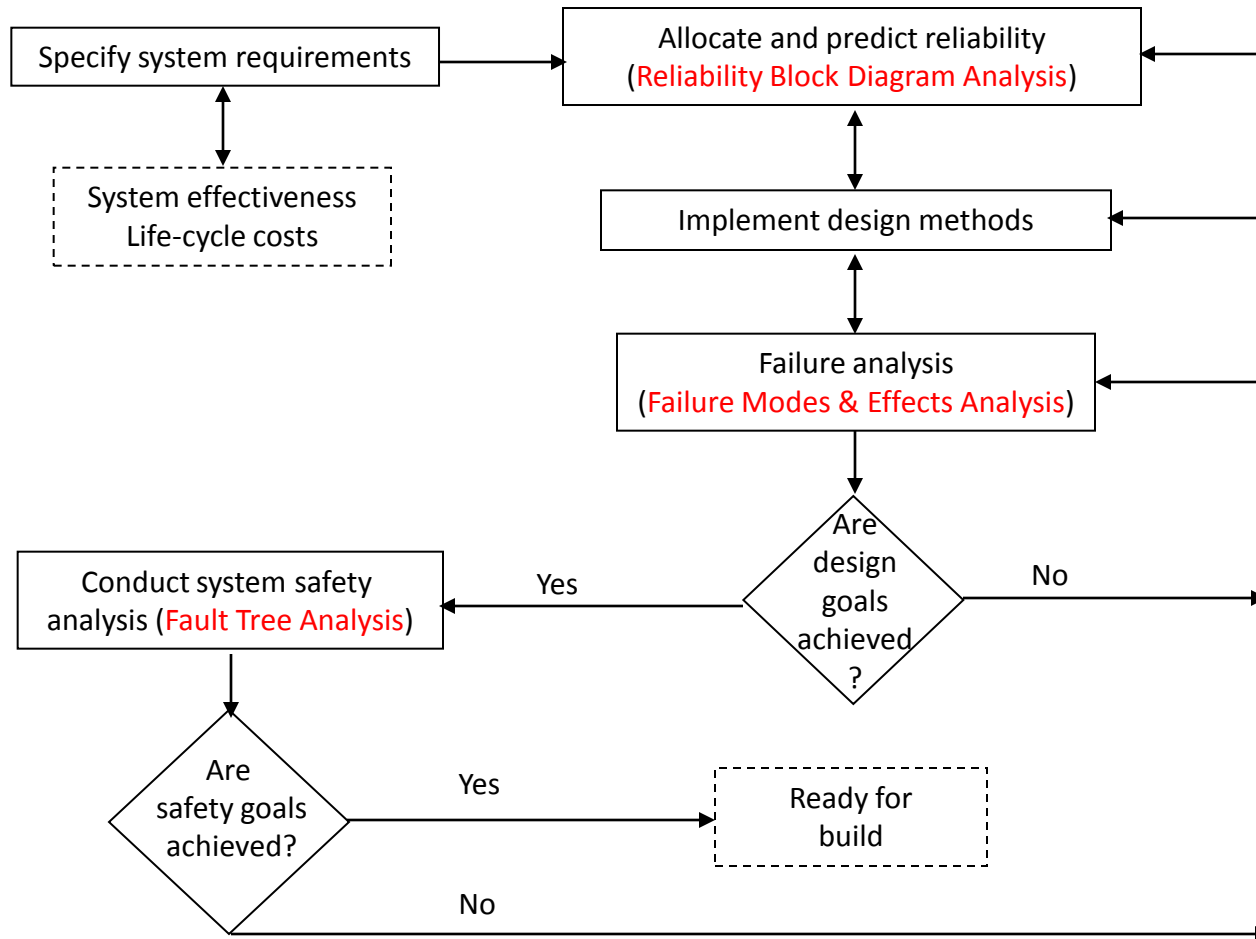 Specify system requirements
Allocate and predict reliability
(Reliability Block Diagram Analysis)
System effectiveness
Life-cycle costs
Implement design methods
Failure analysis
(Failure Modes & Effects Analysis)
Are
design
goals
achieved
?
Yes
No
Conduct system safety
analysis (Fault Tree Analysis)
Are
safety goals
achieved?
Yes
Ready for
build
No